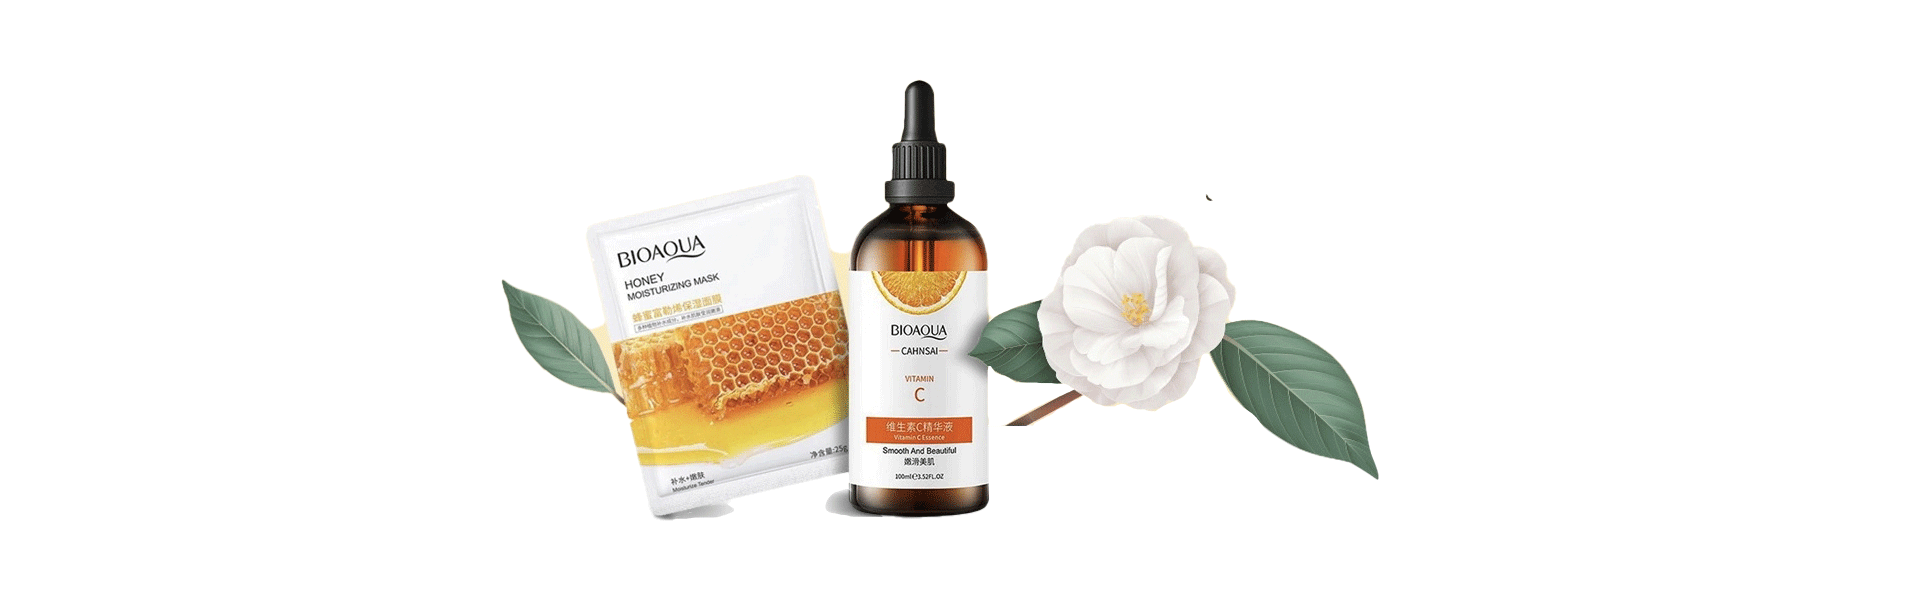 BIOAQUA
HONEY
MOISTURIZING MASK
蜂蜜富勒烯保湿面膜
净含量:25g
补水+嫩肤
Moisturize Tender
BIOAQUA
CAHNSAI
VITAMIN
C
维生素C精华液
Vitamin C Essence
Smooth And Beautiful
嫩滑美肌
100ml℮3.52FL.OZ